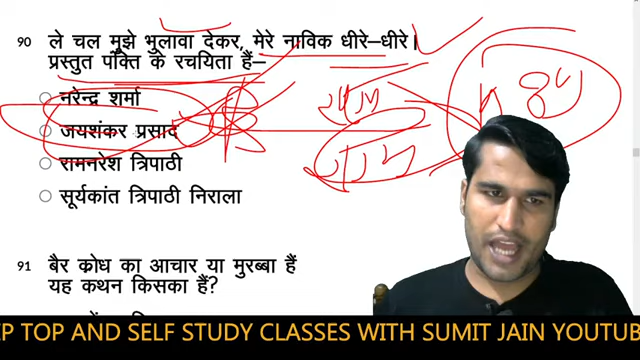 90 ले चल मुझे भुलावा देकर, मेरे नाविक धीरे–धीरे।
प्रस्तुत पंक्ति के रचयिता हैं–
नरेन्द्र शर्मा
जयशंकर प्रसाद
रामनरेश त्रिपाठी
सूर्यकांत त्रिपाठी निराला
91 बैर क्रोध का आचार या मुरब्बा हैं
यह कथन किसका हैं?
EP TOP AND SELF STUDY CLASSES WITH SUMIT JAIN YOUTUB